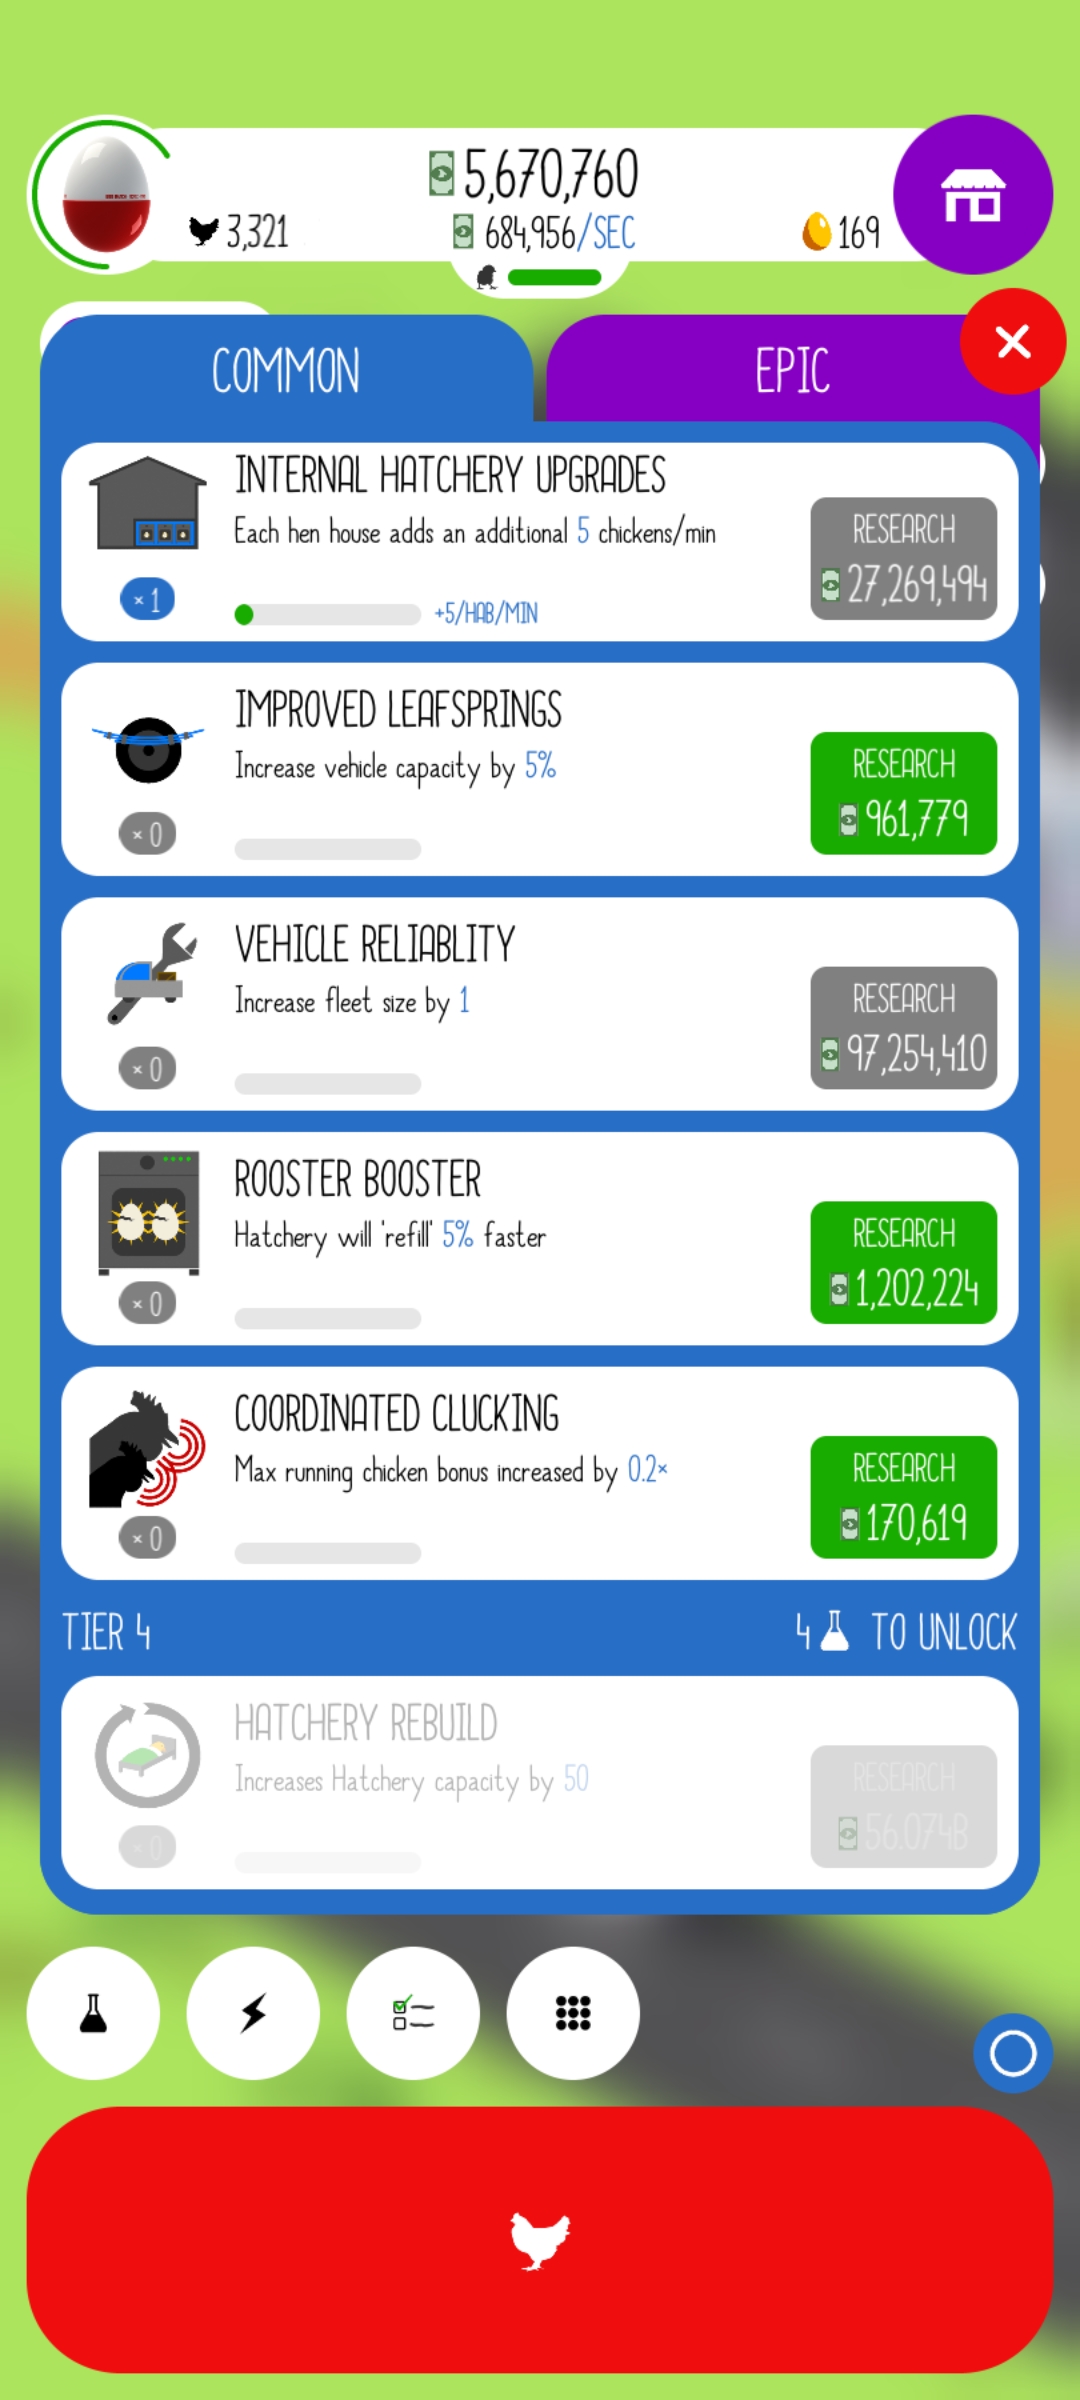 5,670,760
3,321
684,956/SEC
169
COMMON
EPIC
INTERNAL HATCHERY UPGRADES
Each hen house adds an additional 5 chickens/min
RESEARCH
27,269,494
× 1
+5/HAB/MIN
IMPROVED LEAFSPRINGS
Increase vehicle capacity by 5%
RESEARCH
961,779
× 0
VEHICLE RELIABLITY
Increase fleet size by 1
RESEARCH
97,254,410
× 0
ROOSTER BOOSTER
Hatchery will 'refill' 5% faster
RESEARCH
1,202,224
× 0
COORDINATED CLUCKING
Max running chicken bonus increased by 0.2×
RESEARCH
170,619
× 0
TIER 4
4 TO UNLOCK
HATCHERY REBUILD
Increases Hatchery capacity by 50
RESEARCH
56.074B
× 0